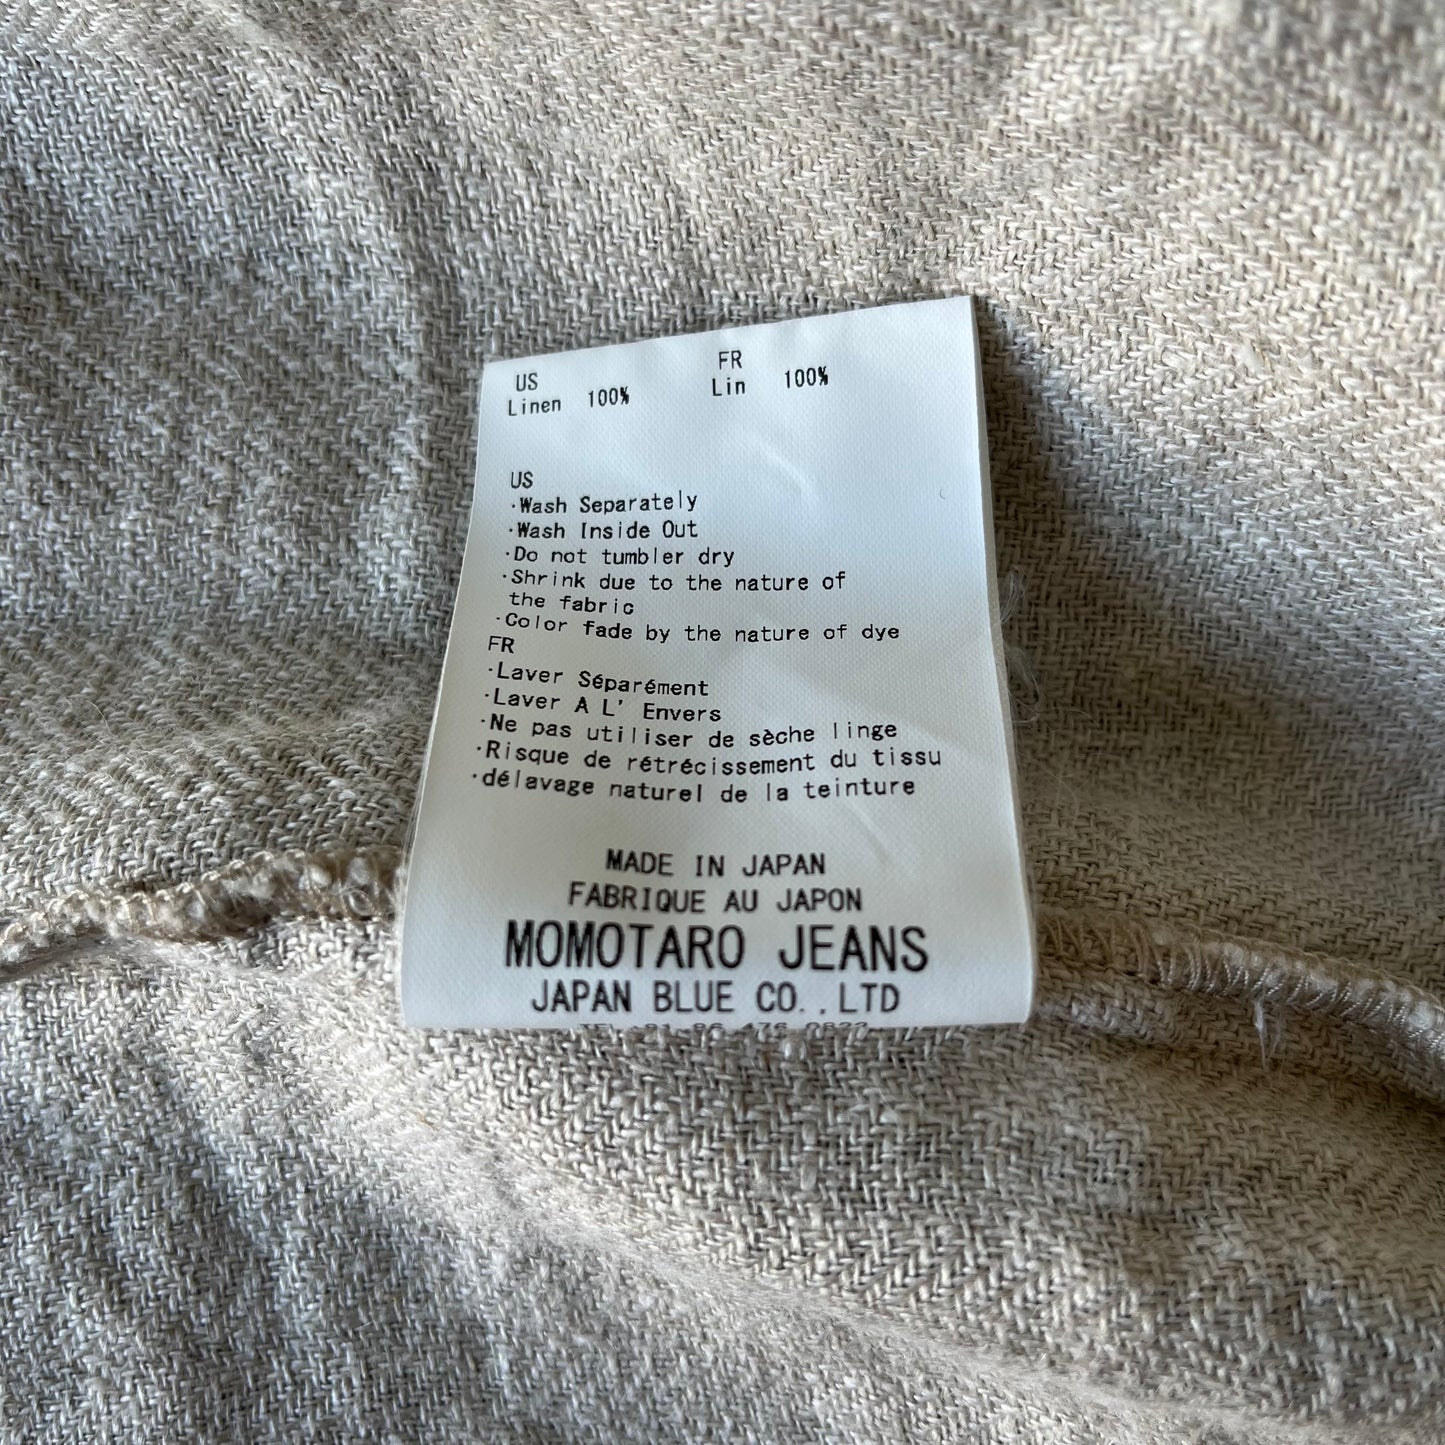 US
Linen 100%
FR
Lin 100%
US
·Wash Separately
·Wash Inside Out
·Do not tumbler dry
·Shrink due to the nature of
the fabric
·Color fade by the nature of dye
FR
·Laver Séparément
·Laver A L' Envers
·Ne pas utiliser de sèche linge
·Risque de rétrécissement du tissu
·délavage naturel de la teinture
MADE IN JAPAN
FABRIQUE AU JAPON
MOMOTARO JEANS
JAPAN BLUE CO.,LTD